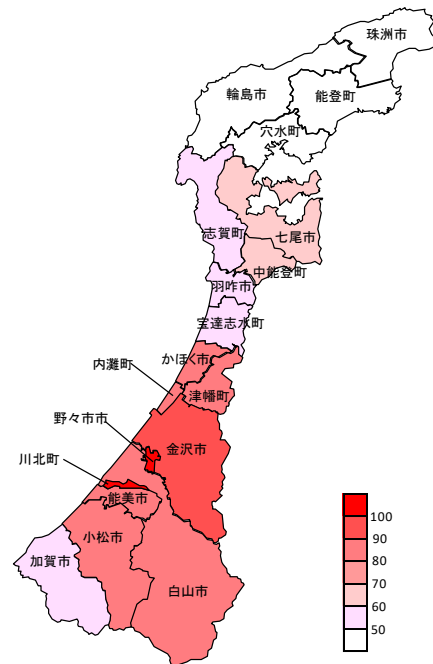 珠洲市
輪島市
能登町
穴水町
志賀町
七尾市
中能登町
羽咋市
宝達志水町
かほく市
内灘町
津幡町
野々市市
金沢市
川北町
能美市
小松市
加賀市
白山市
100
90
80
70
60
50